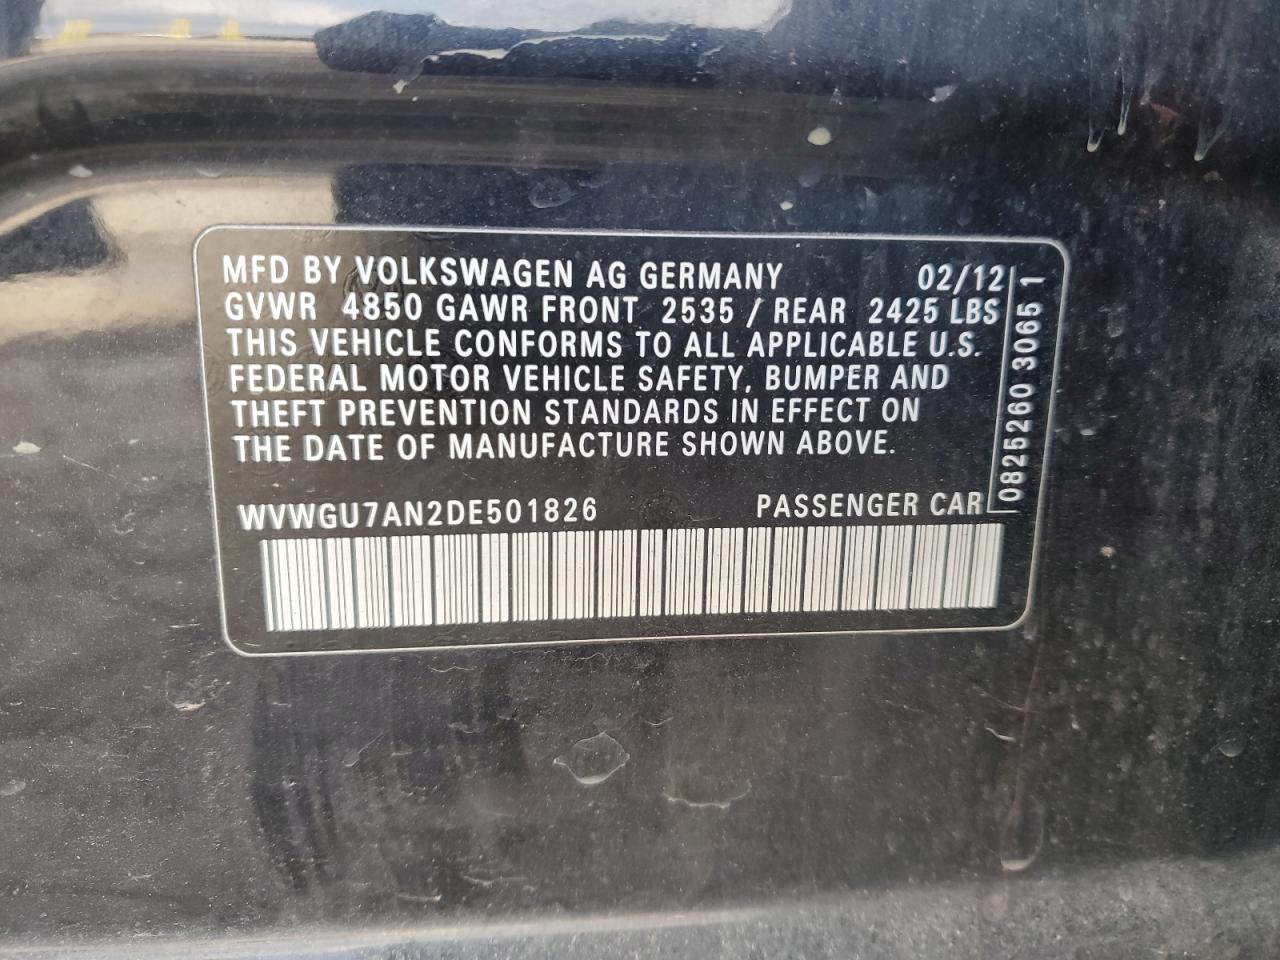 MFD BY VOLKSWAGEN AG GERMANY 02/12
GVWR 4850 GAWR FRONT 2535 / REAR 2425 LBS
THIS VEHICLE CONFORMS TO ALL APPLICABLE U.S.
FEDERAL MOTOR VEHICLE SAFETY, BUMPER AND
THEFT PREVENTION STANDARDS IN EFFECT ON
THE DATE OF MANUFACTURE SHOWN ABOVE.
WVWGU7AN2DE501826 PASSENGER CAR
0825260 3065 1